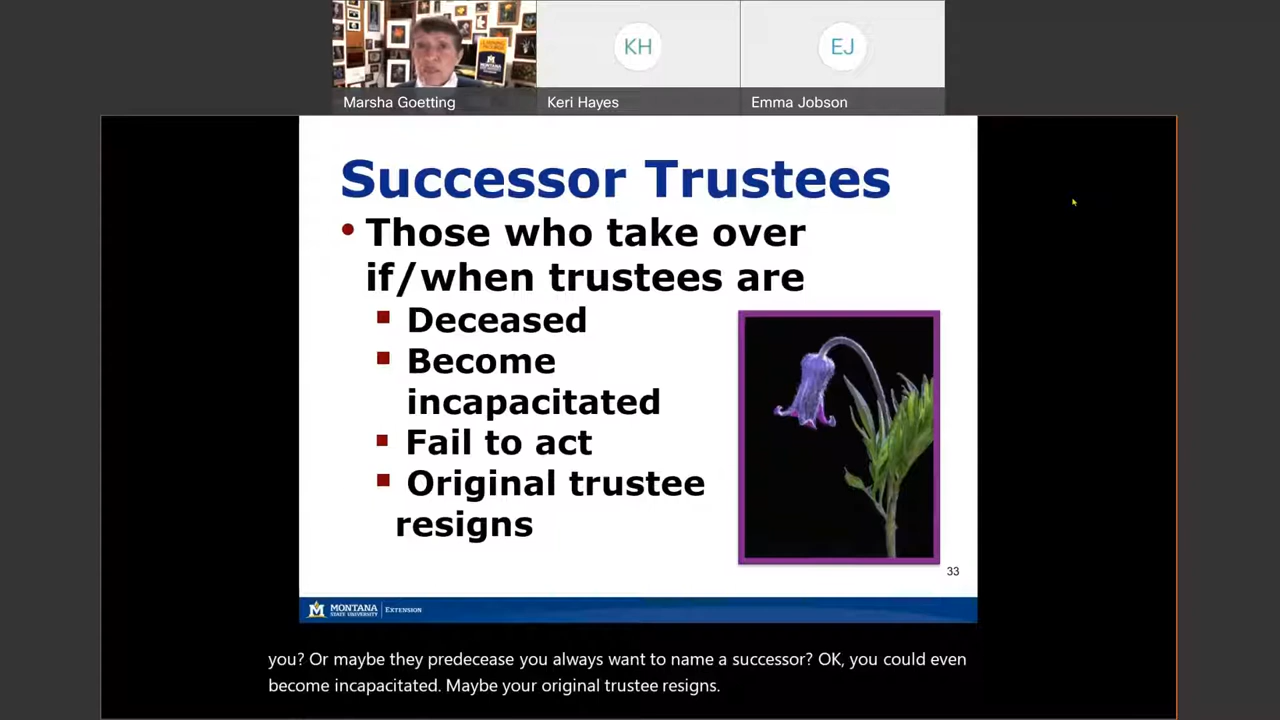 KH
EJ
Marsha Goetting
Keri Hayes
Emma Jobson
Successor Trustees
• Those who take over
if/when trustees are
▪ Deceased
▪ Become
incapacitated
▪ Fail to act
▪ Original trustee
resigns
33
M MONTANA
STATE UNIVERSITY
EXTENSION
you? Or maybe they predecease you always want to name a successor? OK, you could even
become incapacitated. Maybe your original trustee resigns.